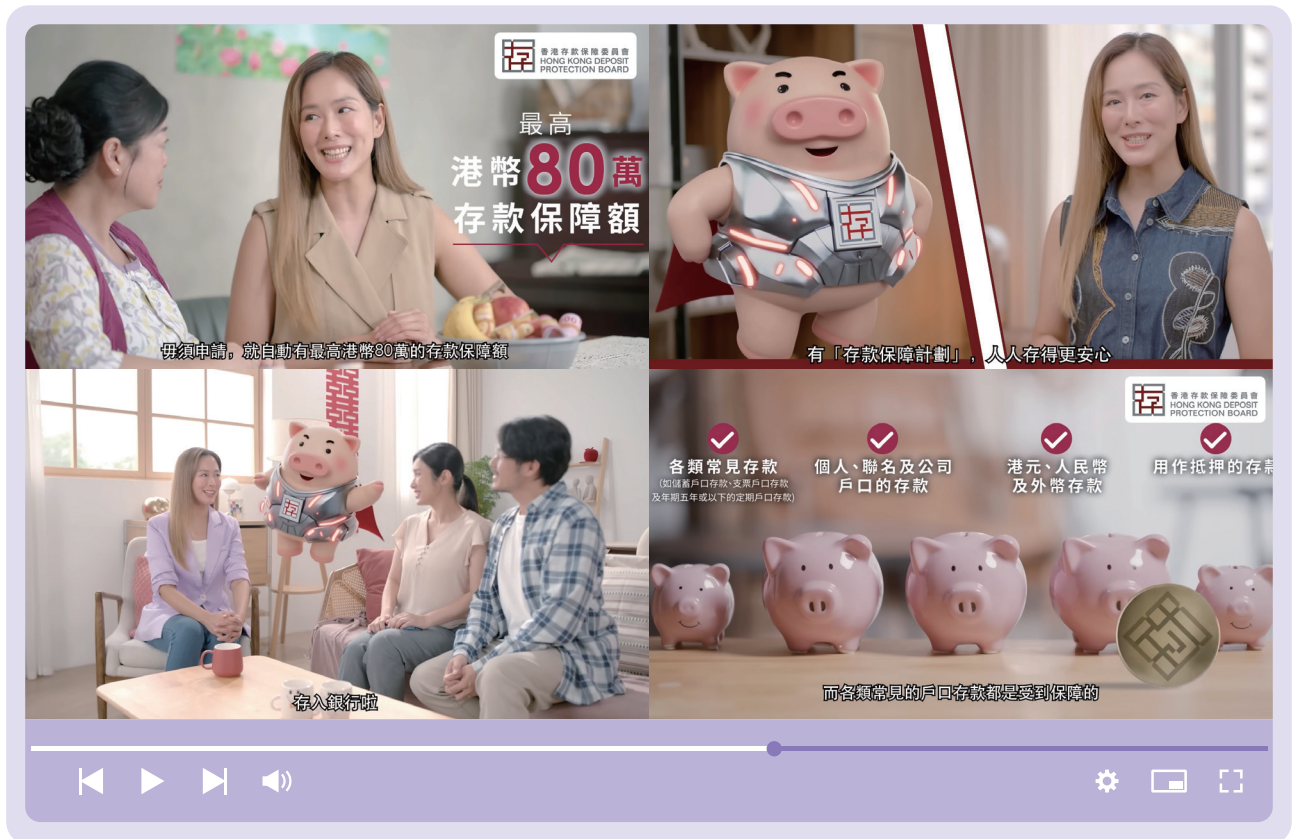 香港存款保障委員會
HONG KONG DEPOSIT
PROTECTION BOARD
最高
港幣80萬
存款保障額
毋須申請，就自動有最高港幣80萬的存款保障額
存
有「存款保障計劃」，人人存得更安心
囍
囍
存
存入銀行啦
香港存款保障委員會
HONG KONG DEPOSIT
PROTECTION BOARD
各類常見存款
(如儲蓄戶口存款、支票戶口存款
及年期五年或以下的定期戶口存款)
個人、聯名及公司
戶口的存款
港元、人民幣
及外幣存款
用作抵押的存款
而各類常見的戶口存款都是受到保障的